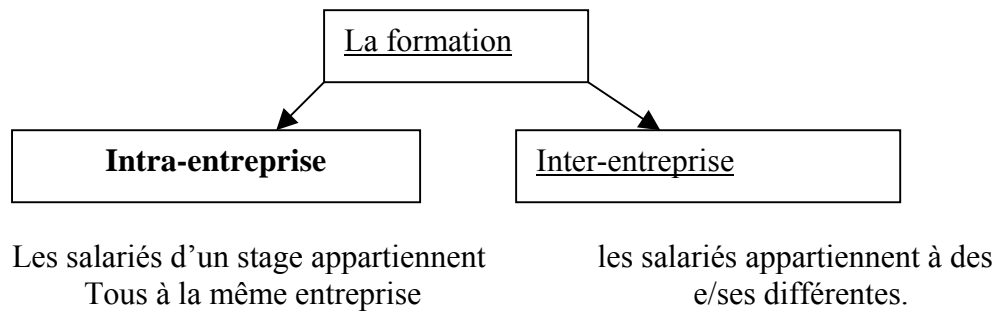 La formation
Intra-entreprise
Inter-entreprise
Les salariés d’un stage appartiennent
Tous à la même entreprise
les salariés appartiennent à des
e/ses différentes.